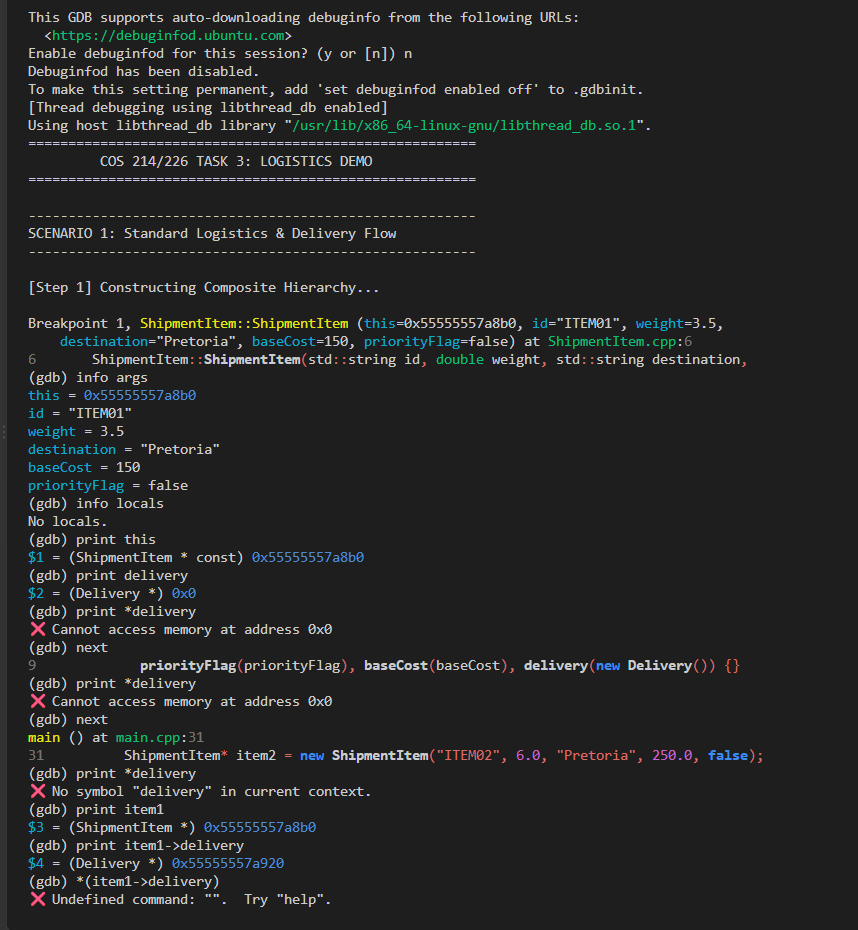 This GDB supports auto-downloading debuginfo from the following URLs:
  <https://debuginfod.ubuntu.com>
Enable debuginfod for this session? (y or [n]) n
Debuginfod has been disabled.
To make this setting permanent, add 'set debuginfod enabled off' to .gdbinit.
[Thread debugging using libthread_db enabled]
Using host libthread_db library "/usr/lib/x86_64-linux-gnu/libthread_db.so.1".
========================================================
         COS 214/226 TASK 3: LOGISTICS DEMO
========================================================

--------------------------------------------------------
SCENARIO 1: Standard Logistics & Delivery Flow
--------------------------------------------------------

[Step 1] Constructing Composite Hierarchy...

Breakpoint 1, ShipmentItem::ShipmentItem (this=0x55555557a8b0, id="ITEM01", weight=3.5,
    destination="Pretoria", baseCost=150, priorityFlag=false) at ShipmentItem.cpp:6
6       ShipmentItem::ShipmentItem(std::string id, double weight, std::string destination,
(gdb) info args
this = 0x55555557a8b0
id = "ITEM01"
weight = 3.5
destination = "Pretoria"
baseCost = 150
priorityFlag = false
(gdb) info locals
No locals.
(gdb) print this
$1 = (ShipmentItem * const) 0x55555557a8b0
(gdb) print delivery
$2 = (Delivery *) 0x0
(gdb) print *delivery
❌ Cannot access memory at address 0x0
(gdb) next
9             priorityFlag(priorityFlag), baseCost(baseCost), delivery(new Delivery()) {}
(gdb) print *delivery
❌ Cannot access memory at address 0x0
(gdb) next
main () at main.cpp:31
31          ShipmentItem* item2 = new ShipmentItem("ITEM02", 6.0, "Pretoria", 250.0, false);
(gdb) print *delivery
❌ No symbol "delivery" in current context.
(gdb) print item1
$3 = (ShipmentItem *) 0x55555557a8b0
(gdb) print item1->delivery
$4 = (Delivery *) 0x55555557a920
(gdb) *(item1->delivery)
❌ Undefined command: "".  Try "help".